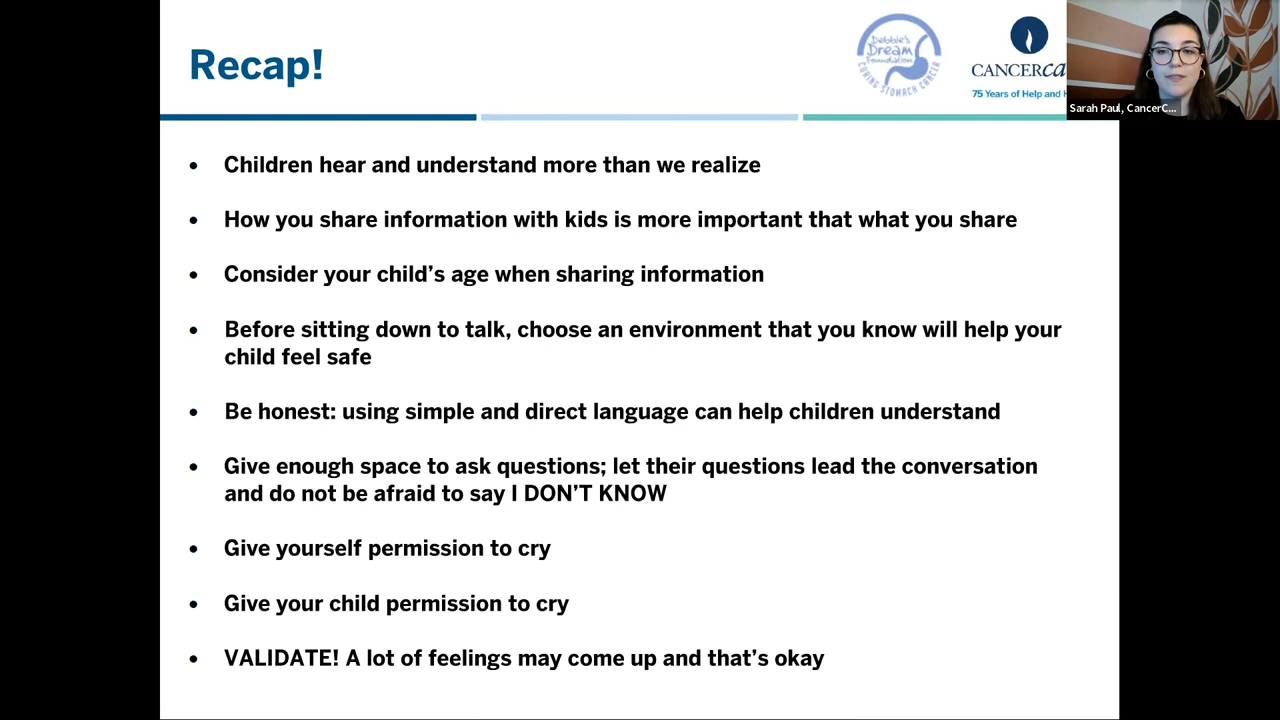 Recap!
Debbie's
Dream
Foundation
CURING STOMACH CANCER
CANCERca
75 Years of Help and H
Sarah Paul, CancerC...
• Children hear and understand more than we realize
• How you share information with kids is more important that what you share
• Consider your child's age when sharing information
• Before sitting down to talk, choose an environment that you know will help your
child feel safe
• Be honest: using simple and direct language can help children understand
• Give enough space to ask questions; let their questions lead the conversation
and do not be afraid to say I DON'T KNOW
• Give yourself permission to cry
• Give your child permission to cry
• VALIDATE! A lot of feelings may come up and that's okay